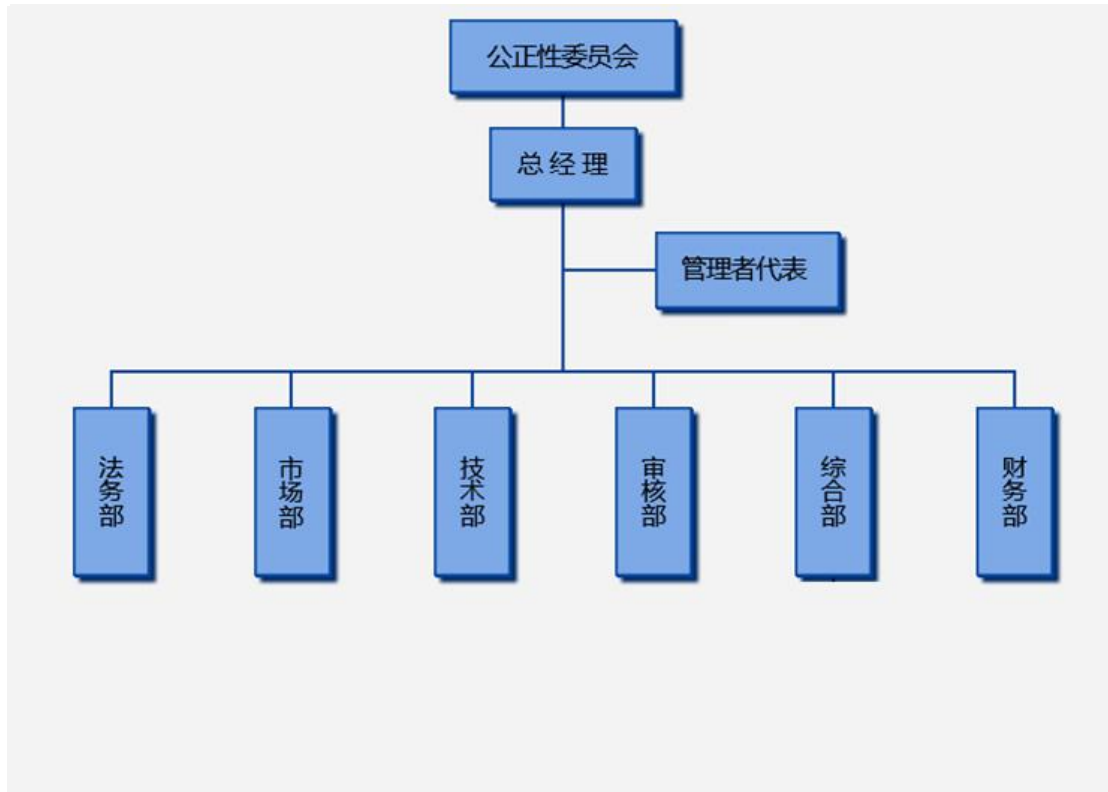 公正性委员会
总经理
管理者代表
法务部
市场部
技术部
审核部
综合部
财务部